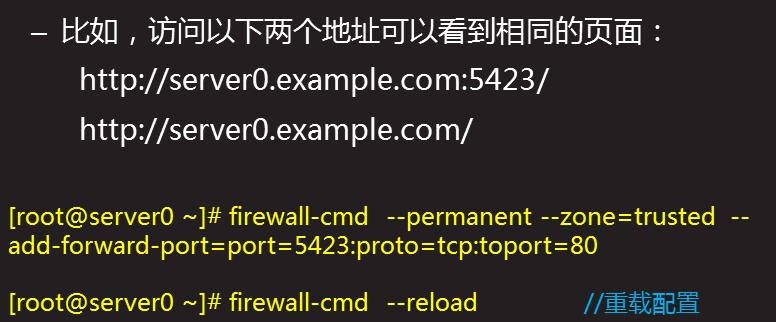 – 比如，访问以下两个地址可以看到相同的页面：
http://server0.example.com:5423/
http://server0.example.com/
[root@server0 ~]# firewall-cmd --permanent --zone=trusted --
add-forward-port=port=5423:proto=tcp:toport=80
[root@server0 ~]# firewall-cmd --reload //重载配置